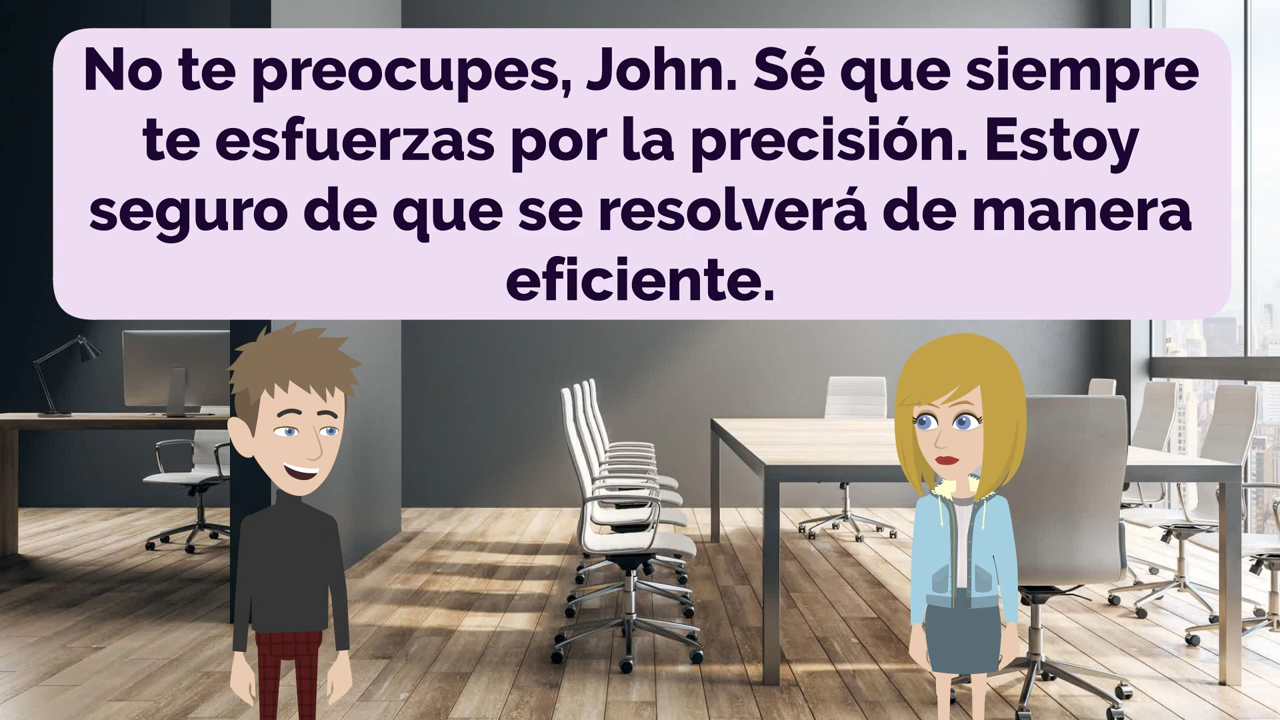 No te preocupes, John. Sé que siempre
te esfuerzas por la precisión. Estoy
seguro de que se resolverá de manera
eficiente.